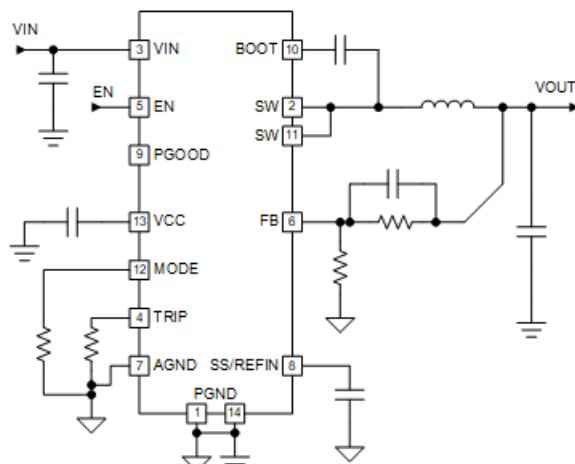 VIN
3 VIN
BOOT 10
VOUT
EN
5 EN
SW 2
SW 11
9 PGOOD
13 VCC
FB 6
12 MODE
4 TRIP
7 AGND
SS/REFIN 8
PGND
1 14